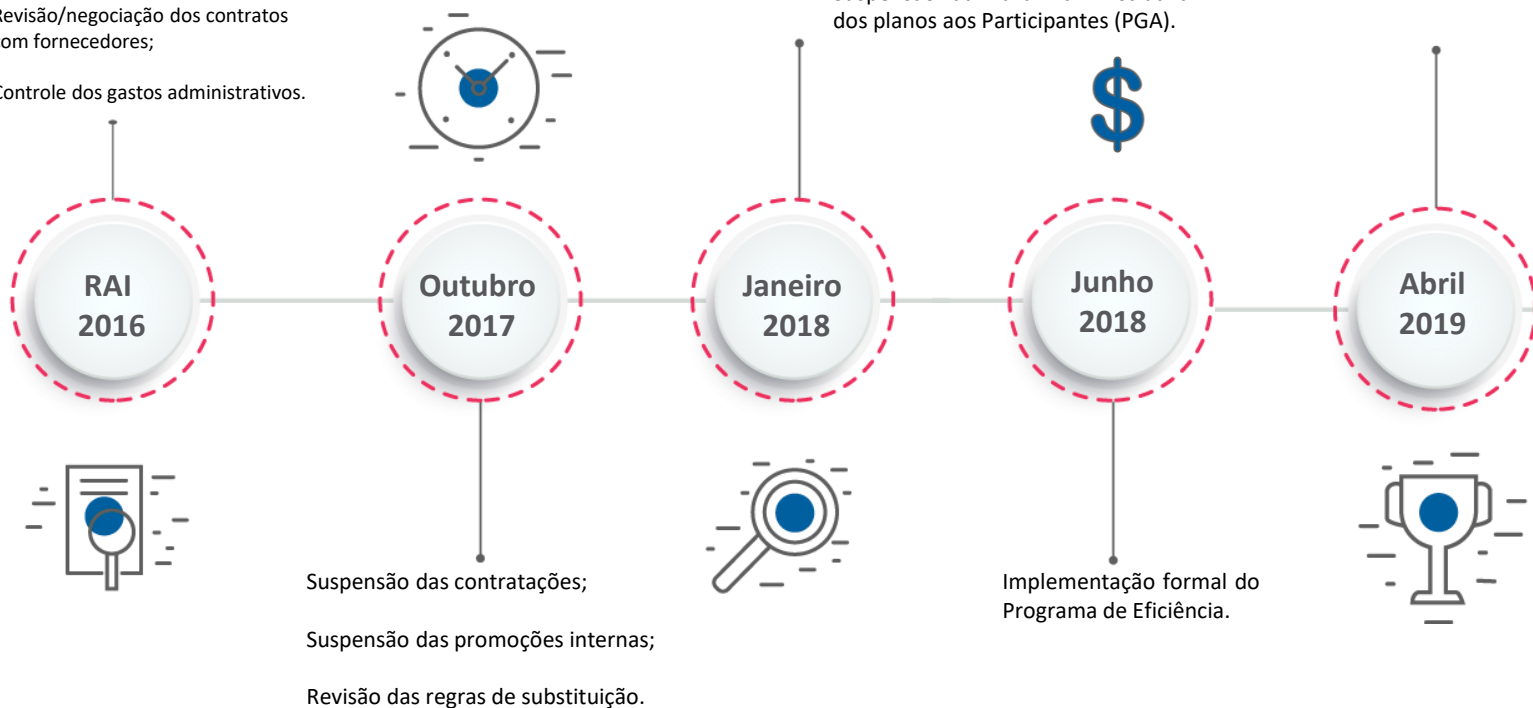 Revisão/negociação dos contratos
com fornecedores;
Controle dos gastos administrativos.
dos planos aos Participantes (PGA).
$
RAI
2016
Outubro
2017
Janeiro
2018
Junho
2018
Abril
2019
Suspensão das contratações;
Suspensão das promoções internas;
Revisão das regras de substituição.
Implementação formal do
Programa de Eficiência.